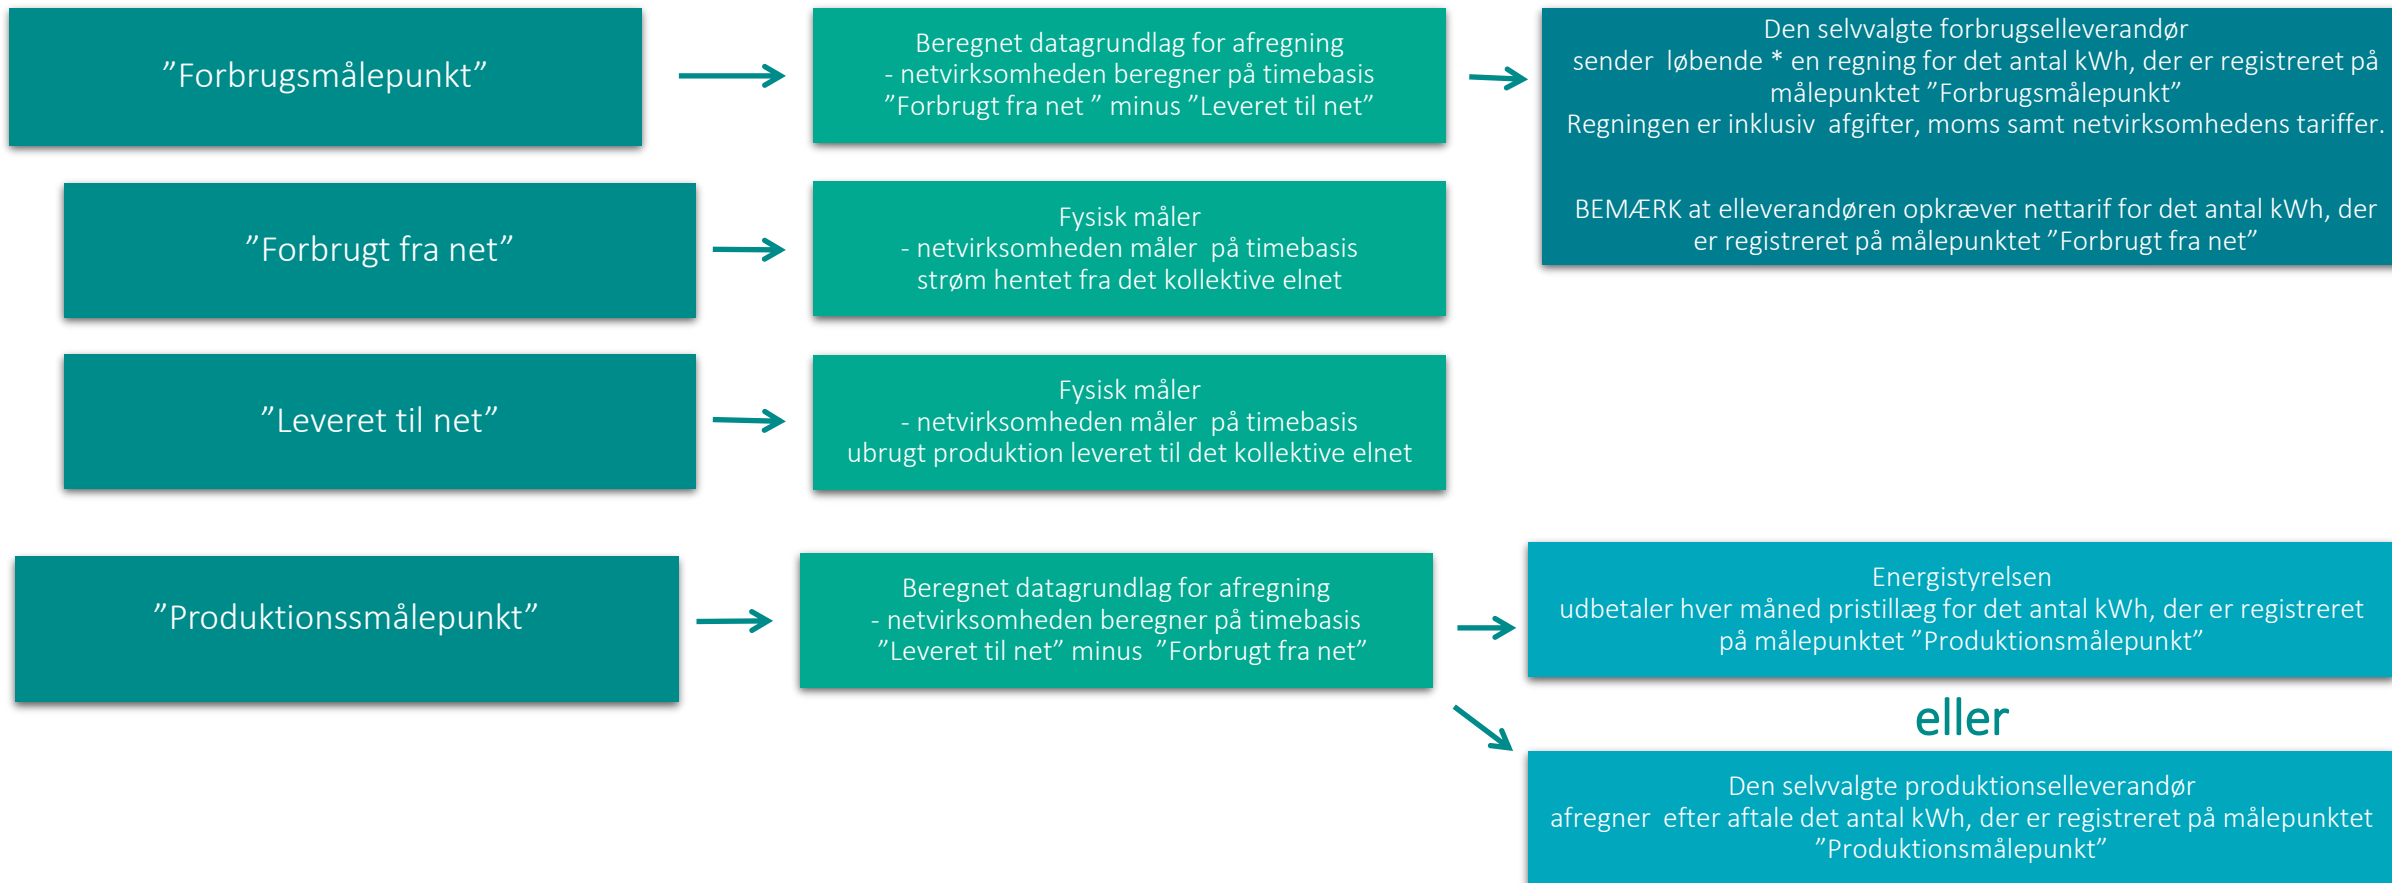 ”Forbrugsmålepunkt”
Beregnet datagrundlag for afregning
- netvirksomheden beregner på timebasis
”Forbrugt fra net ” minus ”Leveret til net”
Den selvvalgte forbrugselleverandør
sender løbende * en regning for det antal kWh, der er registreret på
målepunktet ”Forbrugsmålepunkt”
Regningen er inklusiv afgifter, moms samt netvirksomhedens tariffer.
BEMÆRK at elleverandøren opkræver nettarif for det antal kWh, der
er registreret på målepunktet ”Forbrugt fra net”
”Forbrugt fra net”
Fysisk måler
- netvirksomheden måler på timebasis
strøm hentet fra det kollektive elnet
”Leveret til net”
Fysisk måler
- netvirksomheden måler på timebasis
ubrugt produktion leveret til det kollektive elnet
”Produktionssmålepunkt”
Beregnet datagrundlag for afregning
- netvirksomheden beregner på timebasis
”Leveret til net” minus ”Forbrugt fra net”
Energistyrelsen
udbetaler hver måned pristillæg for det antal kWh, der er registreret
på målepunktet ”Produktionsmålepunkt”
eller
Den selvvalgte produktionselleverandør
afregner efter aftale det antal kWh, der er registreret på målepunktet
”Produktionsmålepunkt”